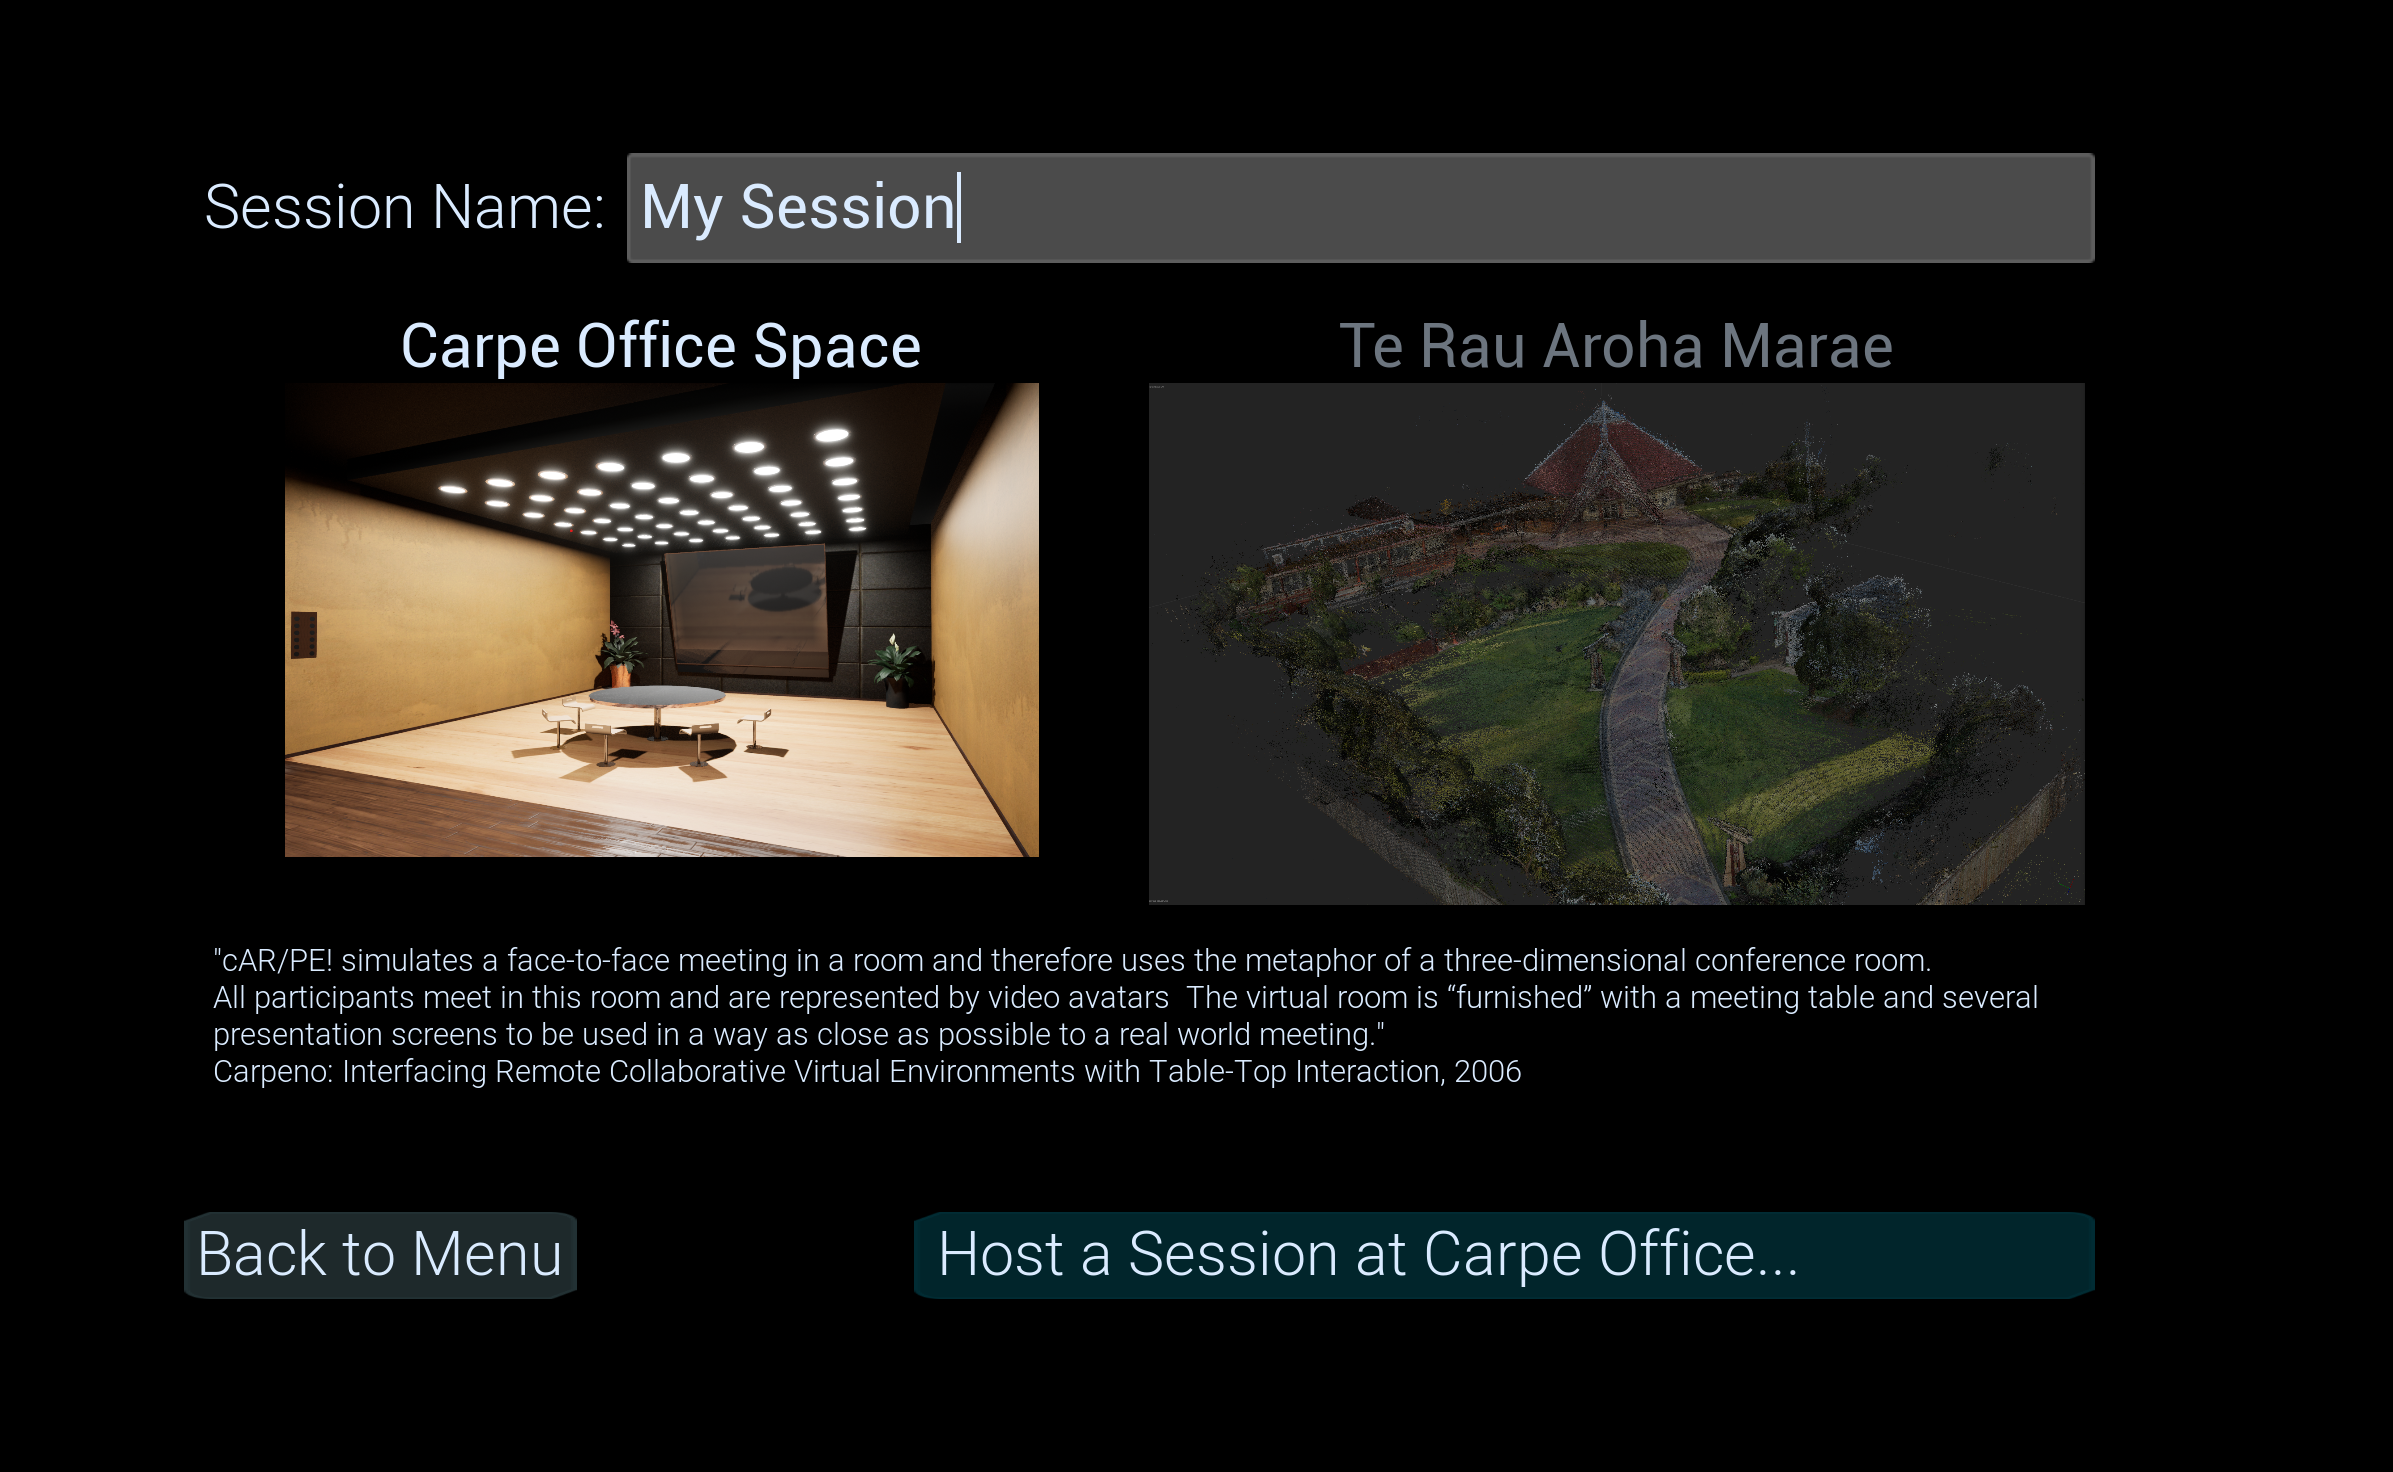 Session Name: My Session
Carpe Office Space
Te Rau Aroha Marae
"cAR/PE! simulates a face-to-face meeting in a room and therefore uses the metaphor of a three-dimensional conference room.
All participants meet in this room and are represented by video avatars  The virtual room is “furnished” with a meeting table and several
presentation screens to be used in a way as close as possible to a real world meeting."
Carpeno: Interfacing Remote Collaborative Virtual Environments with Table-Top Interaction, 2006
Back to Menu
Host a Session at Carpe Office...